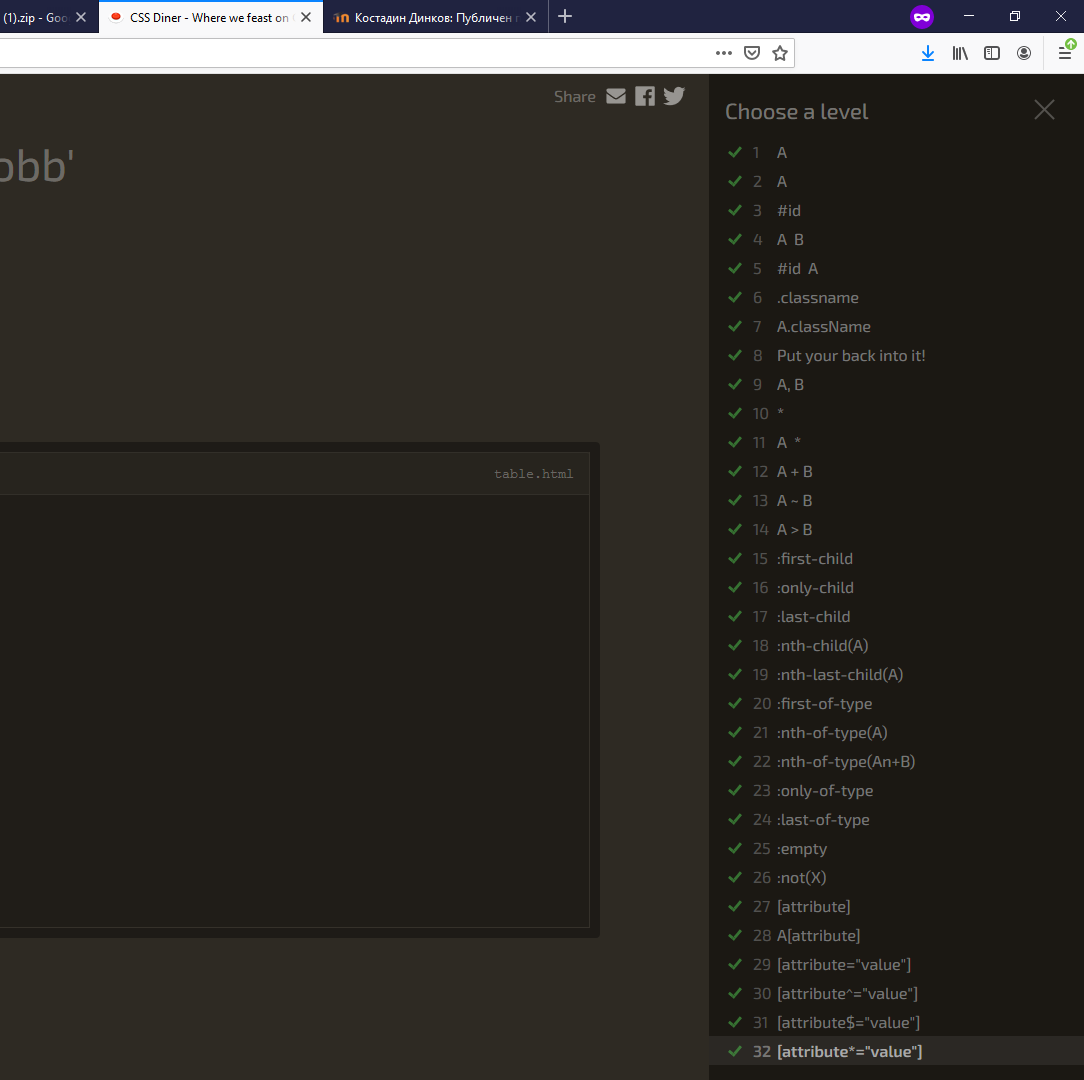 (1).zip - Goo
CSS Diner - Where we feast on
Костадин Динков: Публичен п
Share
obb'
table.html
Choose a level
1 A
2 A
3 #id
4 A B
5 #id A
6 .classname
7 A.className
8 Put your back into it!
9 A, B
10 *
11 A *
12 A + B
13 A ~ B
14 A > B
15 :first-child
16 :only-child
17 :last-child
18 :nth-child(A)
19 :nth-last-child(A)
20 :first-of-type
21 :nth-of-type(A)
22 :nth-of-type(An+B)
23 :only-of-type
24 :last-of-type
25 :empty
26 :not(X)
27 [attribute]
28 A[attribute]
29 [attribute="value"]
30 [attribute^="value"]
31 [attribute$="value"]
32 [attribute*="value"]